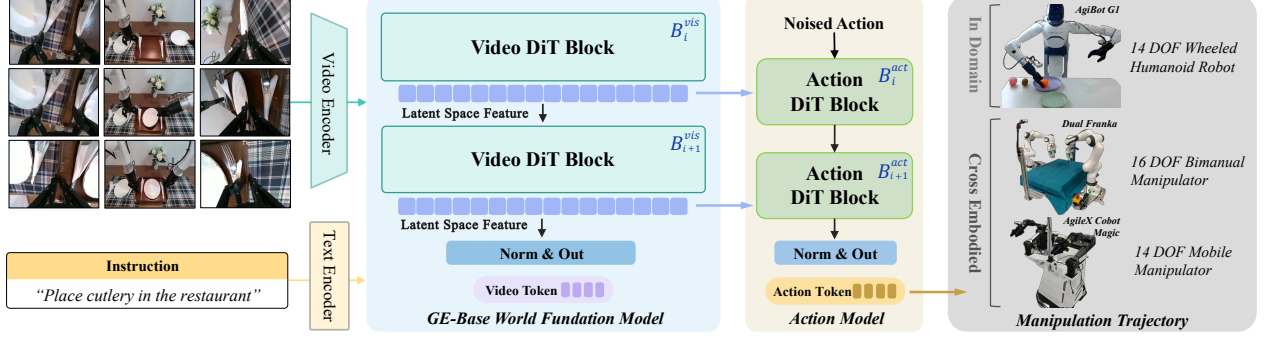 Video Encoder
Instruction
“Place cutlery in the restaurant”
Text Encoder
Video DiT Block
B_i^vis
Latent Space Feature
Video DiT Block
B_{i+1}^vis
Latent Space Feature
Norm & Out
Video Token
GE-Base World Fundation Model
Noised Action
Action
DiT Block
B_i^act
Action
DiT Block
B_{i+1}^act
Norm & Out
Action Token
Action Model
In Domain
AgiBot G1
14 DOF Wheeled
Humanoid Robot
Cross Embodied
Dual Franka
16 DOF Bimanual
Manipulator
AgileX Cobot
Magic
14 DOF Mobile
Manipulator
Manipulation Trajectory